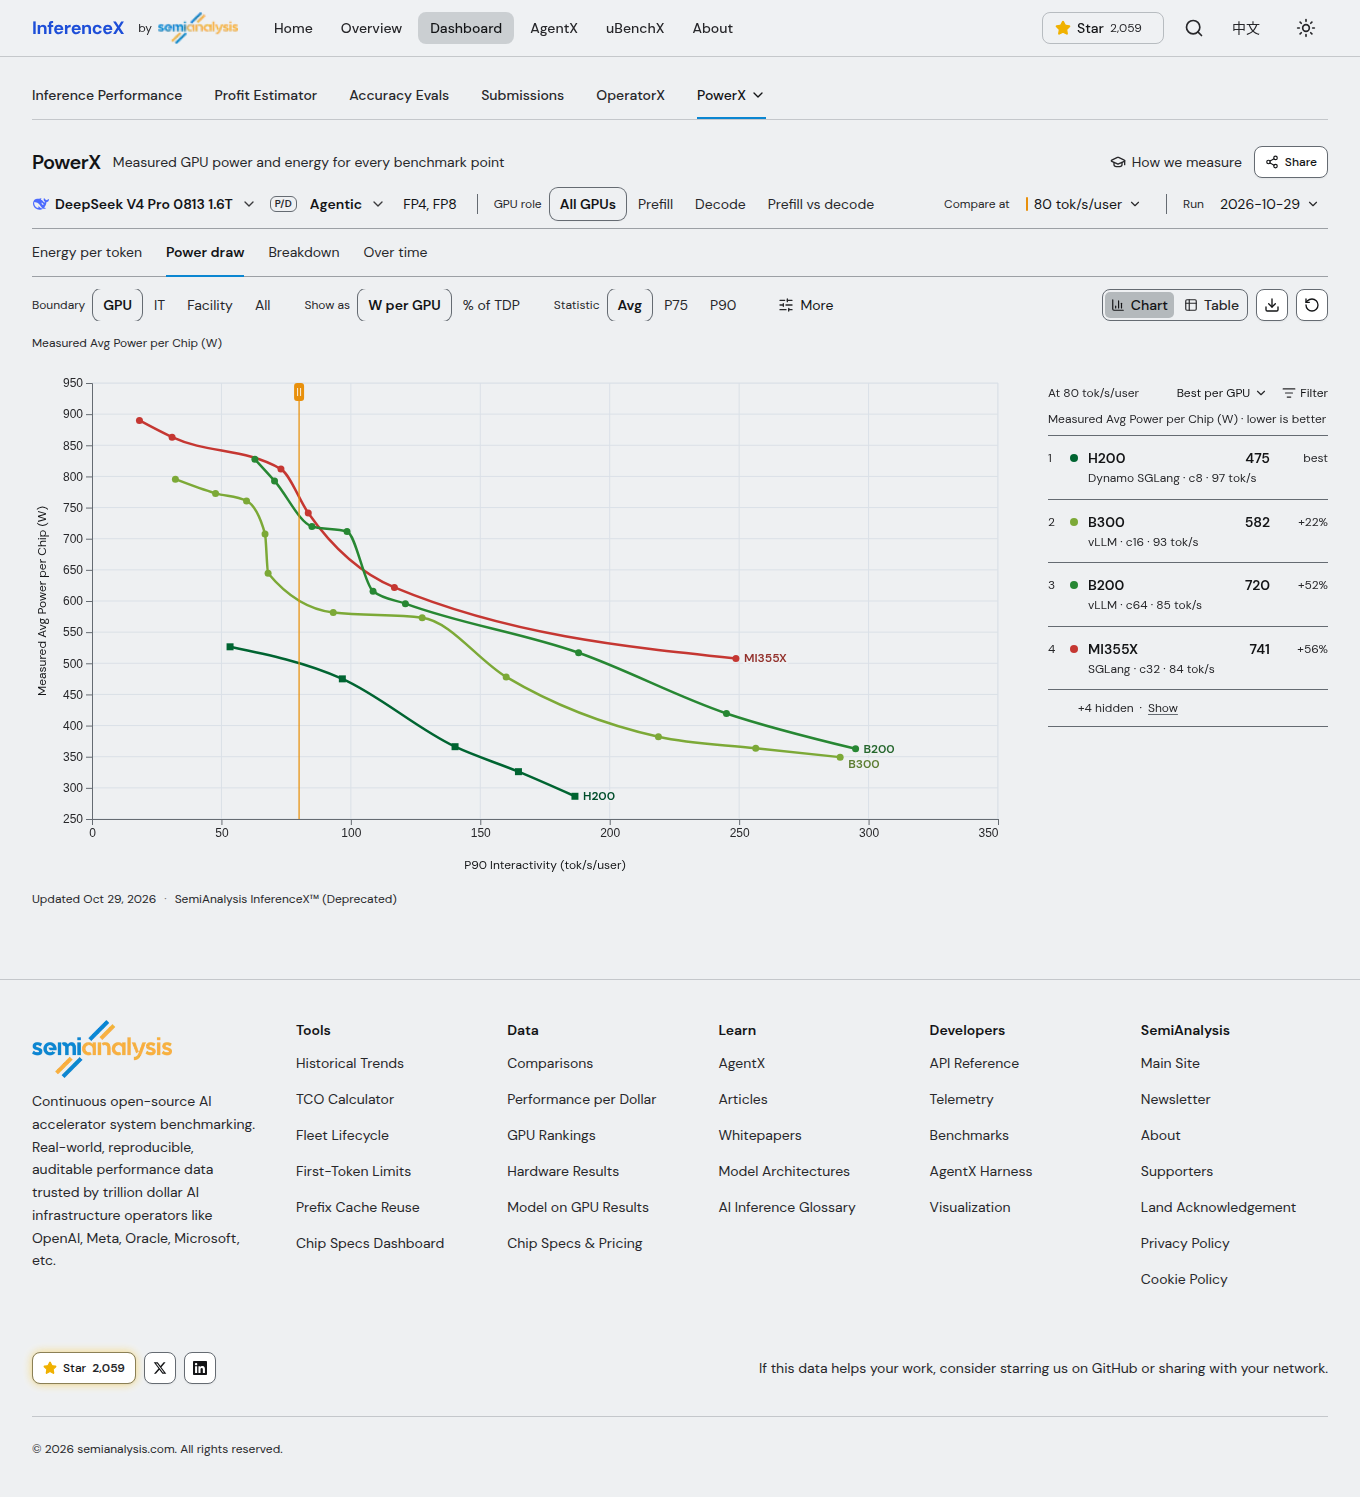 InferenceX by semianalysis Home Overview Dashboard AgentX uBenchX About Star 2,059 中文
Inference Performance Profit Estimator Accuracy Evals Submissions OperatorX PowerX
PowerX Measured GPU power and energy for every benchmark point How we measure Share
DeepSeek V4 Pro 0813 1.6T P/D Agentic FP4, FP8 GPU role All GPUs Prefill Decode Prefill vs decode Compare at 80 tok/s/user Run 2026-10-29
Energy per token Power draw Breakdown Over time
Boundary GPU IT Facility All Show as W per GPU % of TDP Statistic Avg P75 P90 More Chart Table
Measured Avg Power per Chip (W)
950
900
850
800
750
700
650
600
550
500
450
400
350
300
250
Measured Avg Power per Chip (W)
MI355X
B200
B300
H200
0 50 100 150 200 250 300 350
P90 Interactivity (tok/s/user)
At 80 tok/s/user Best per GPU Filter
Measured Avg Power per Chip (W) · lower is better
1 H200 475 best
Dynamo SGLang · c8 · 97 tok/s
2 B300 582 +22%
vLLM · c16 · 93 tok/s
3 B200 720 +52%
vLLM · c64 · 85 tok/s
4 MI355X 741 +56%
SGLang · c32 · 84 tok/s
+4 hidden · Show
Updated Oct 29, 2026 · SemiAnalysis InferenceX™ (Deprecated)
semianalysis
Continuous open-source AI
accelerator system benchmarking.
Real-world, reproducible,
auditable performance data
trusted by trillion dollar AI
infrastructure operators like
OpenAI, Meta, Oracle, Microsoft,
etc.
Tools
Historical Trends
TCO Calculator
Fleet Lifecycle
First-Token Limits
Prefix Cache Reuse
Chip Specs Dashboard
Data
Comparisons
Performance per Dollar
GPU Rankings
Hardware Results
Model on GPU Results
Chip Specs & Pricing
Learn
AgentX
Articles
Whitepapers
Model Architectures
AI Inference Glossary
Developers
API Reference
Telemetry
Benchmarks
AgentX Harness
Visualization
SemiAnalysis
Main Site
Newsletter
About
Supporters
Land Acknowledgement
Privacy Policy
Cookie Policy
Star 2,059
If this data helps your work, consider starring us on GitHub or sharing with your network.
© 2026 semianalysis.com. All rights reserved.